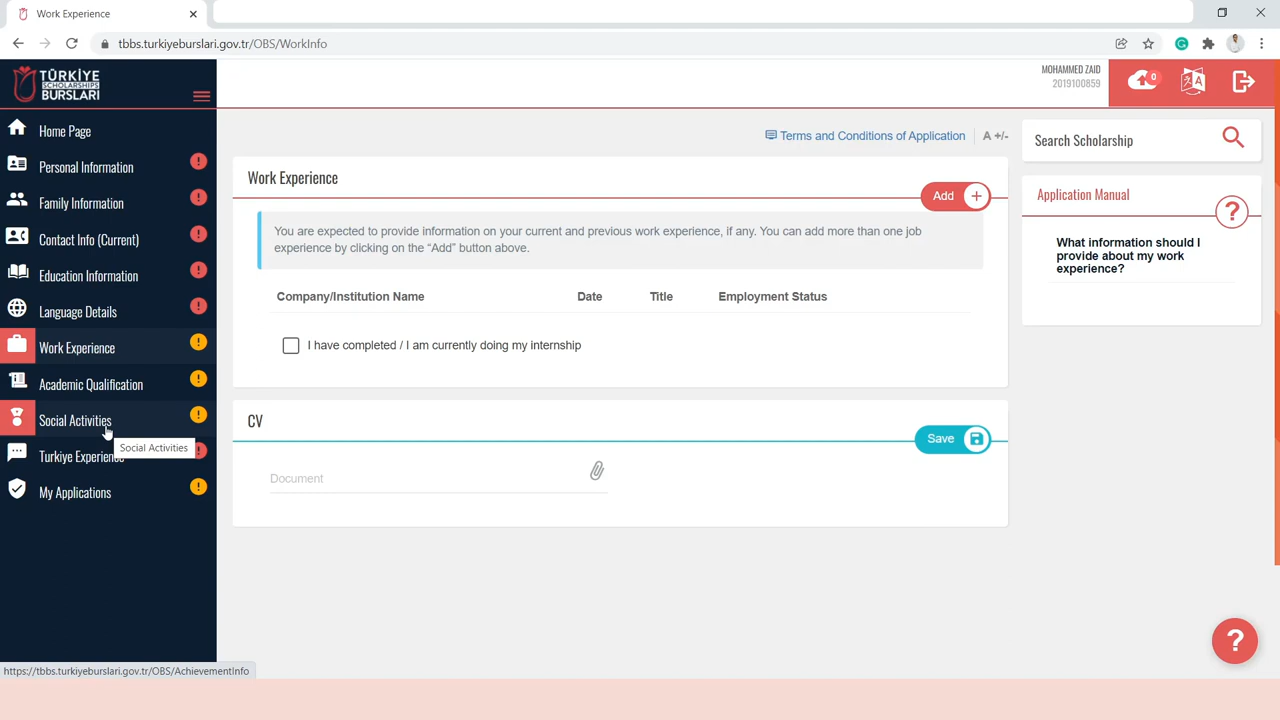 Work Experience
tbbs.turkiyeburslari.gov.tr/OBS/WorkInfo
TÜRKİYE
SCHOLARSHIPS
BURSLARI
MOHAMMED ZAID
2019100859
0
Home Page
Personal Information
Family Information
Contact Info (Current)
Education Information
Language Details
Work Experience
Academic Qualification
Social Activities
Social Activities
Turkiye Experience
My Applications
Terms and Conditions of Application
A +/-
Work Experience
Add +
You are expected to provide information on your current and previous work experience, if any. You can add more than one job
experience by clicking on the “Add” button above.
Company/Institution Name Date Title Employment Status
I have completed / I am currently doing my internship
CV
Save
Document
Search Scholarship
Application Manual
?
What information should I
provide about my work
experience?
?
https://tbbs.turkiyeburslari.gov.tr/OBS/AchievementInfo